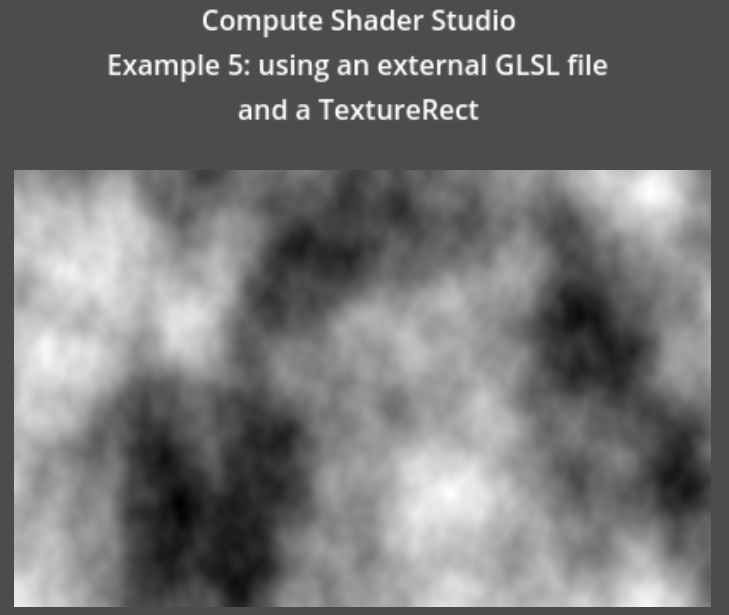 Compute Shader Studio
Example 5: using an external GLSL file
and a TextureRect